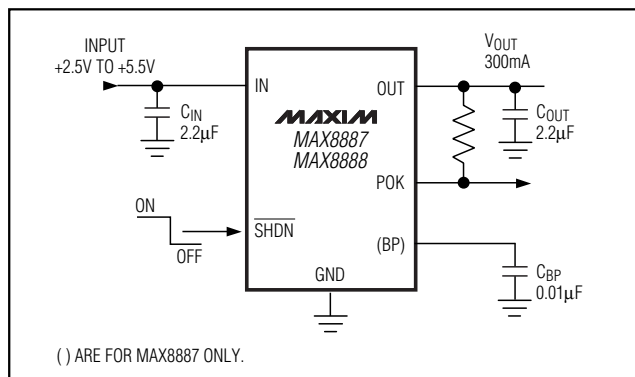 INPUT
+2.5V TO +5.5V
VOUT
300mA
IN
OUT
CIN
2.2µF
MAXIM
MAX8887
MAX8888
COUT
2.2µF
POK
ON
OFF
SHDN
(BP)
GND
CBP
0.01µF
( ) ARE FOR MAX8887 ONLY.